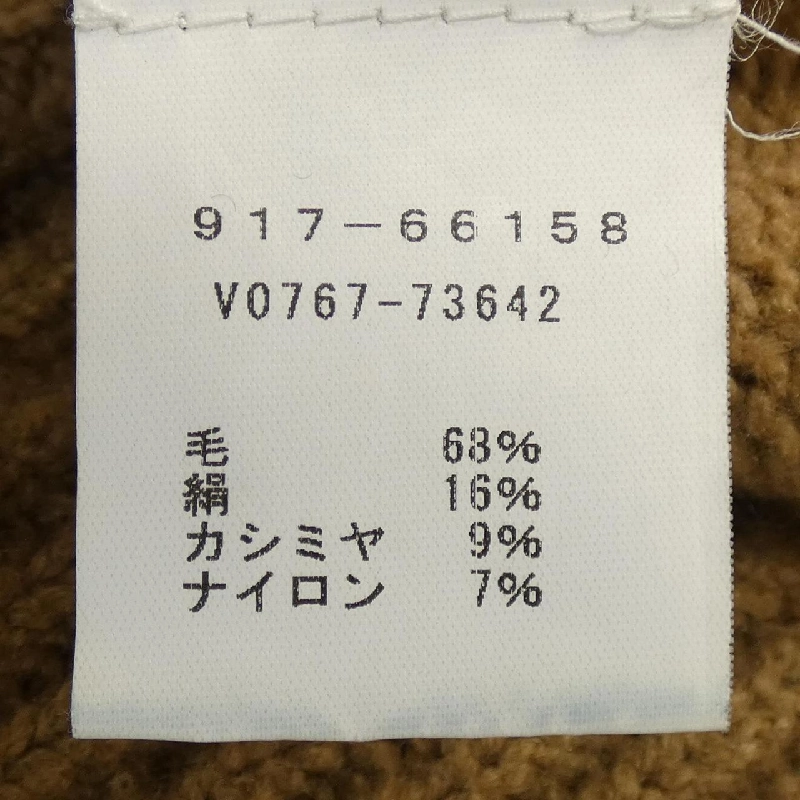 917-66158
V0767-73642
毛 68%
絹 16%
カシミヤ 9%
ナイロン 7%